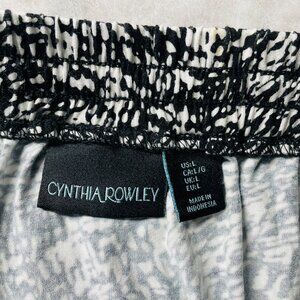 CYNTHIA ROWLEY
US:L
CA:L/G
UK:L
EU:L
MADE IN
INDONESIA